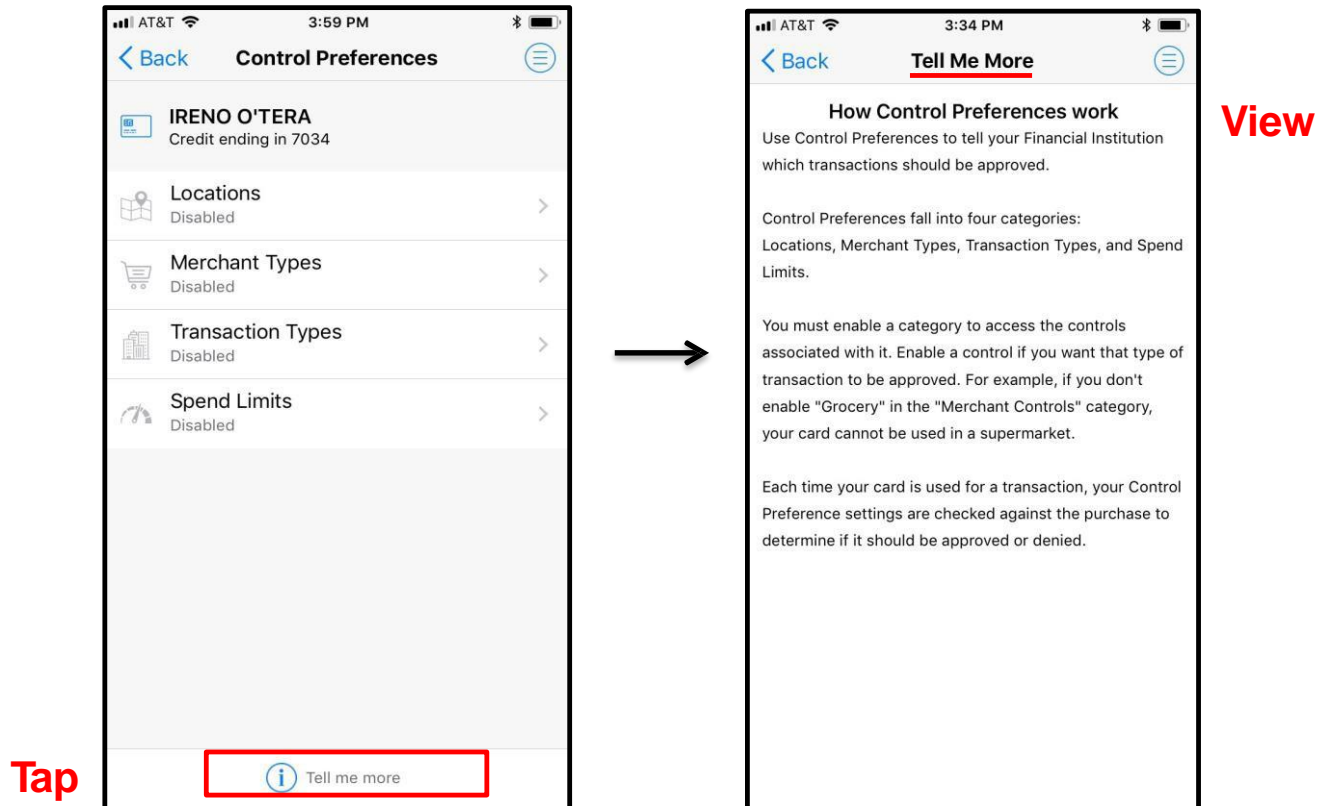 AT&T 3:59 PM
Back Control Preferences
IRENO O'TERA
Credit ending in 7034
Locations
Disabled
Merchant Types
Disabled
Transaction Types
Disabled
Spend Limits
Disabled
Tap
i Tell me more
AT&T 3:34 PM
Back Tell Me More
View
How Control Preferences work
Use Control Preferences to tell your Financial Institution
which transactions should be approved.
Control Preferences fall into four categories:
Locations, Merchant Types, Transaction Types, and Spend
Limits.
You must enable a category to access the controls
associated with it. Enable a control if you want that type of
transaction to be approved. For example, if you don't
enable "Grocery" in the "Merchant Controls" category,
your card cannot be used in a supermarket.
Each time your card is used for a transaction, your Control
Preference settings are checked against the purchase to
determine if it should be approved or denied.